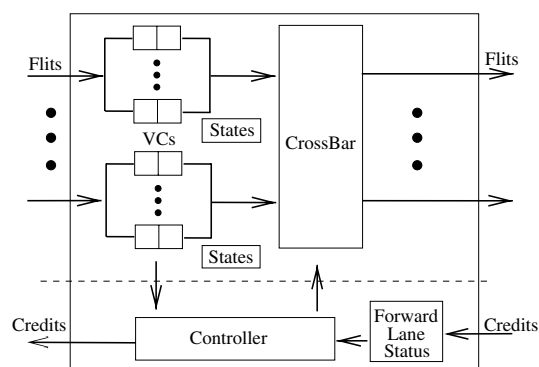 Flits
Flits
States
VCs
CrossBar
States
Credits
Controller
Forward
Lane
Status
Credits